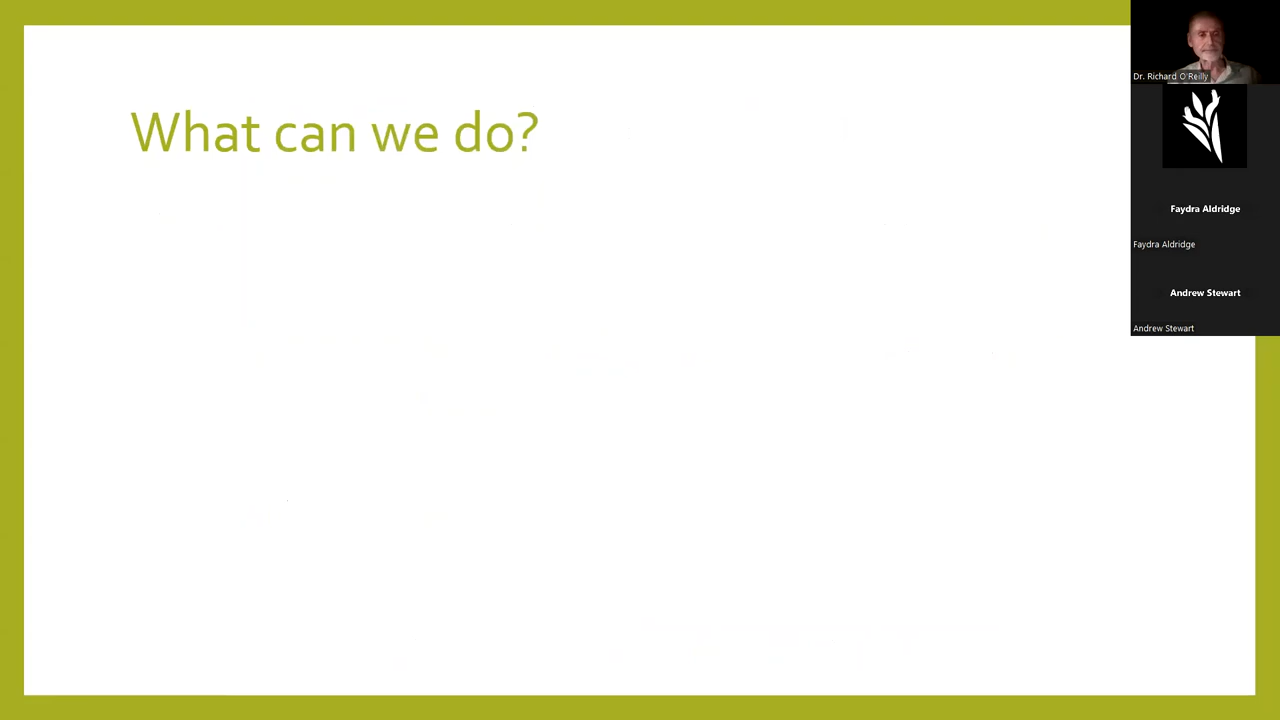 What can we do?
Dr. Richard O'Reilly
Faydra Aldridge
Faydra Aldridge
Andrew Stewart
Andrew Stewart